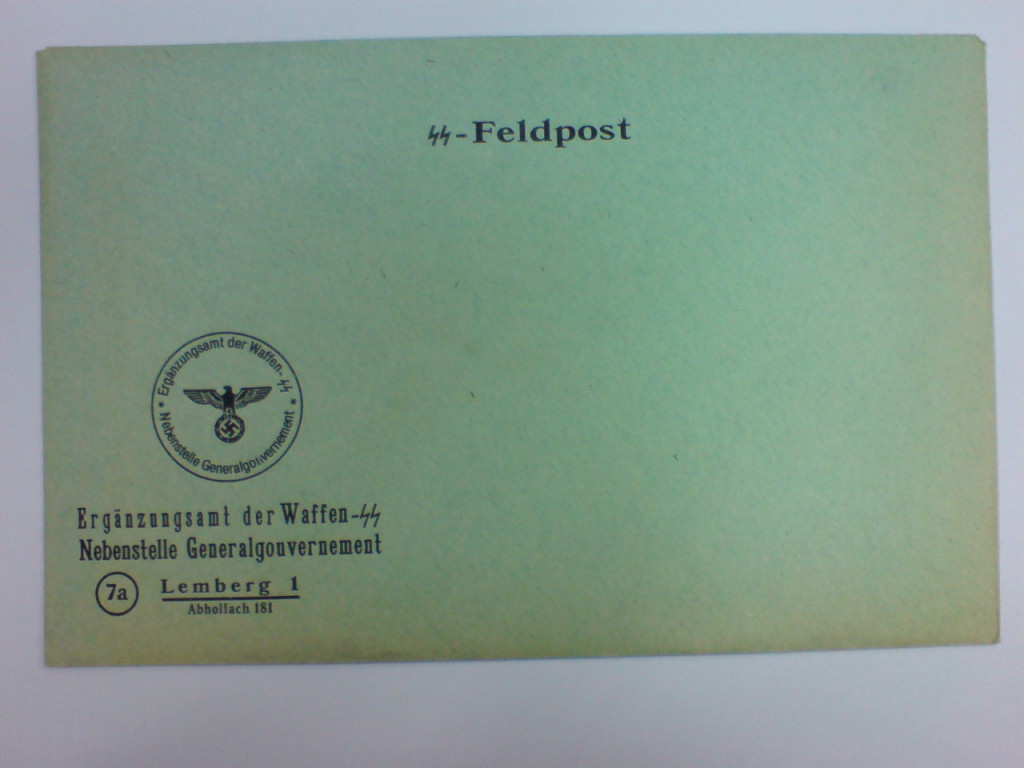 ᛋᛋ-Feldpost
* Ergänzungsamt der Waffen-ᛋᛋ *
Nebenstelle Generalgouvernement
Ergänzungsamt der Waffen-ᛋᛋ
Nebenstelle Generalgouvernement
7a Lemberg 1
Abholfach 181